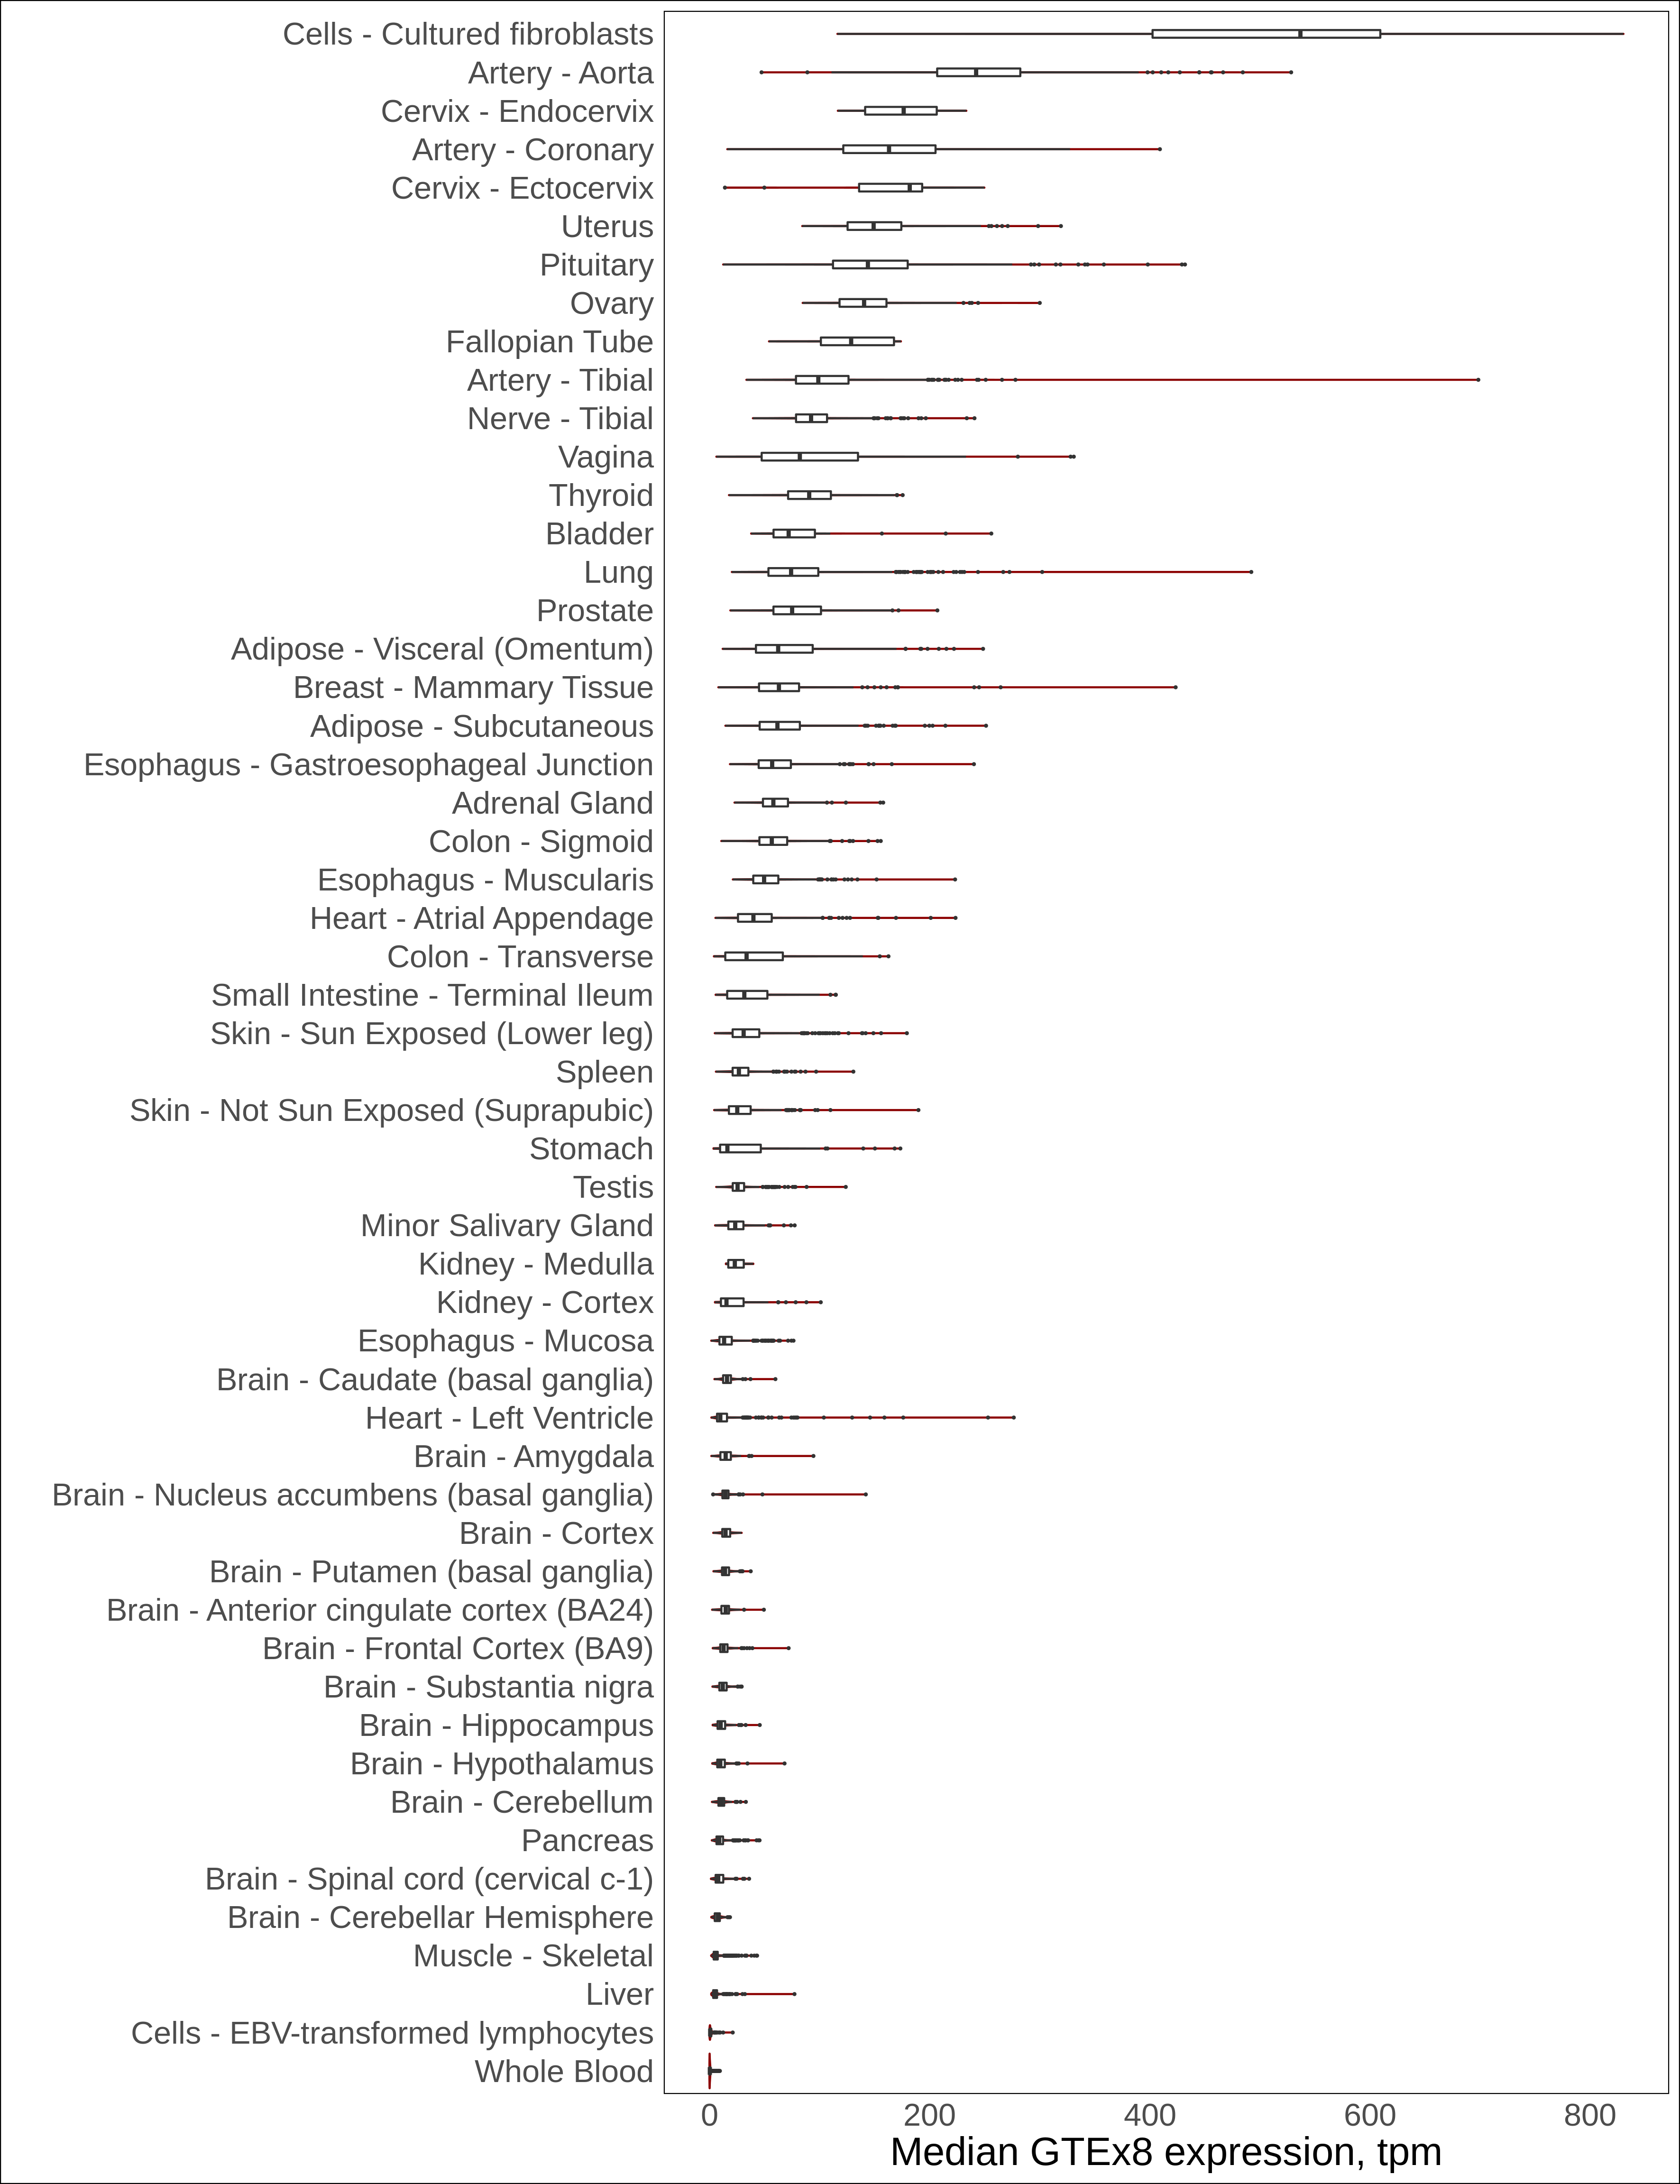 Cells - Cultured fibroblasts
Artery - Aorta
Cervix - Endocervix
Artery - Coronary
Cervix - Ectocervix
Uterus
Pituitary
Ovary
Fallopian Tube
Artery - Tibial
Nerve - Tibial
Vagina
Thyroid
Bladder
Lung
Prostate
Adipose - Visceral (Omentum)
Breast - Mammary Tissue
Adipose - Subcutaneous
Esophagus - Gastroesophageal Junction
Adrenal Gland
Colon - Sigmoid
Esophagus - Muscularis
Heart - Atrial Appendage
Colon - Transverse
Small Intestine - Terminal Ileum
Skin - Sun Exposed (Lower leg)
Spleen
Skin - Not Sun Exposed (Suprapubic)
Stomach
Testis
Minor Salivary Gland
Kidney - Medulla
Kidney - Cortex
Esophagus - Mucosa
Brain - Caudate (basal ganglia)
Heart - Left Ventricle
Brain - Amygdala
Brain - Nucleus accumbens (basal ganglia)
Brain - Cortex
Brain - Putamen (basal ganglia)
Brain - Anterior cingulate cortex (BA24)
Brain - Frontal Cortex (BA9)
Brain - Substantia nigra
Brain - Hippocampus
Brain - Hypothalamus
Brain - Cerebellum
Pancreas
Brain - Spinal cord (cervical c-1)
Brain - Cerebellar Hemisphere
Muscle - Skeletal
Liver
Cells - EBV-transformed lymphocytes
Whole Blood
0 200 400 600 800
Median GTEx8 expression, tpm